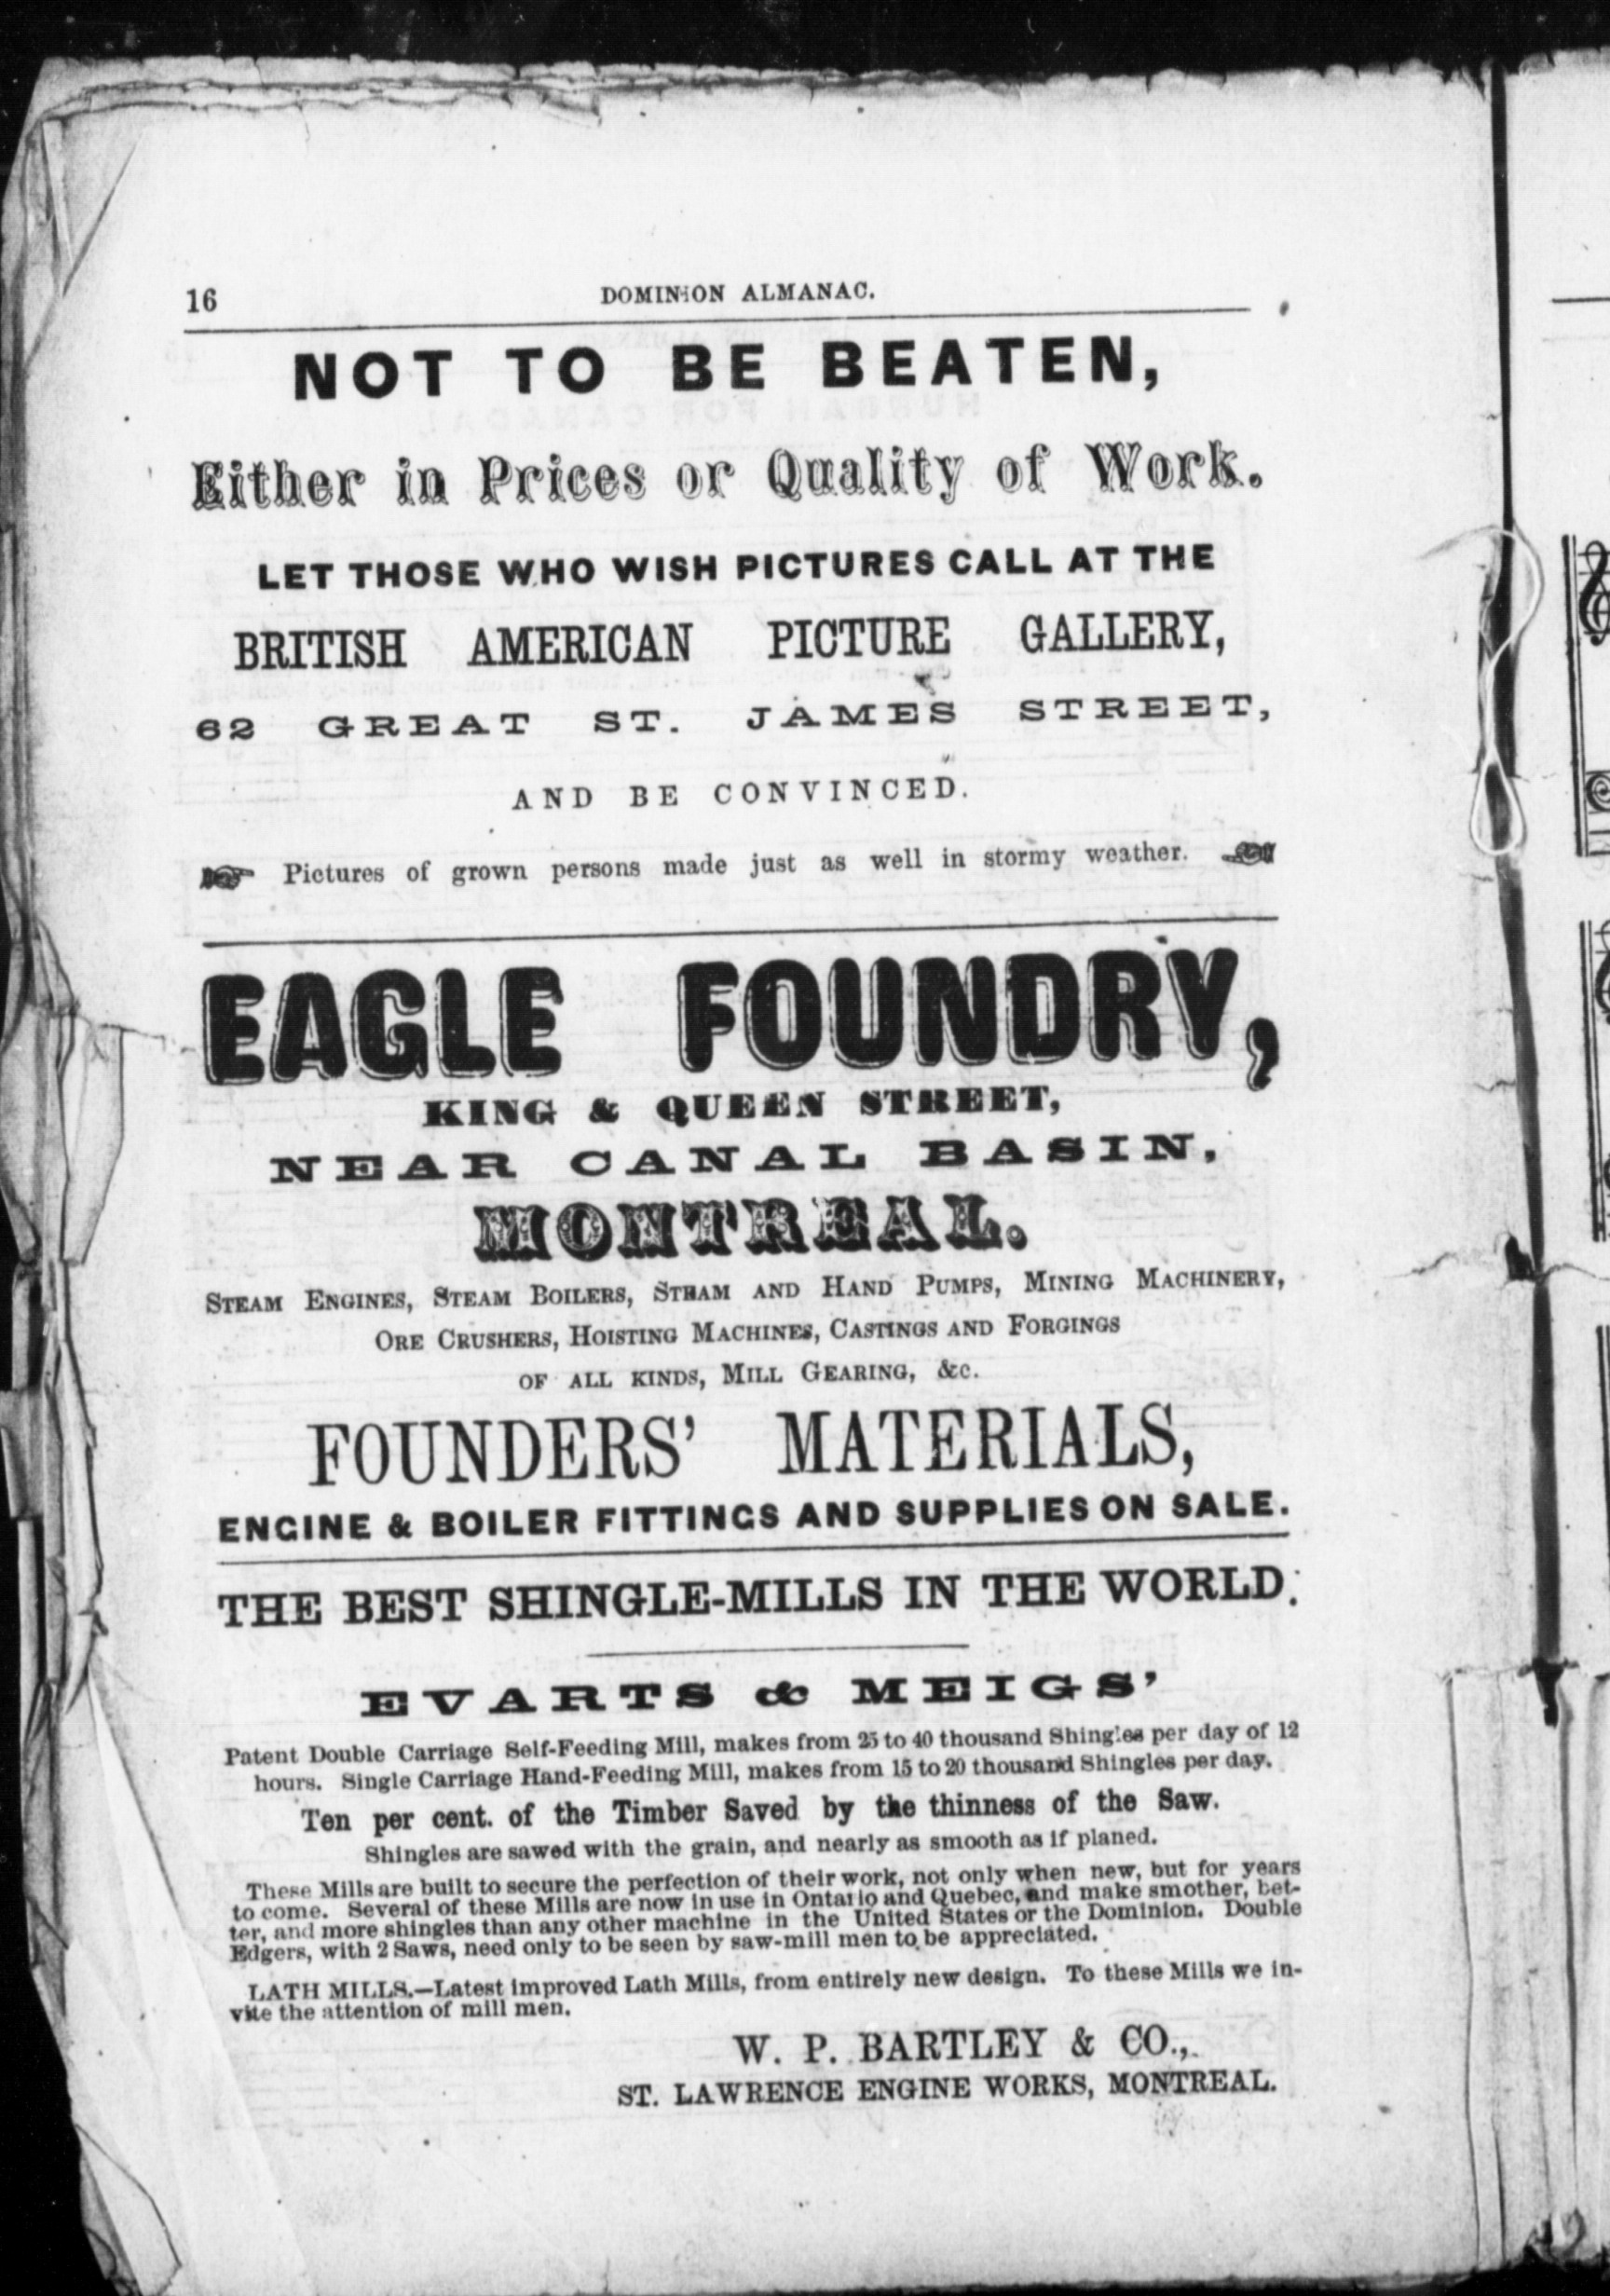 16
DOMINION ALMANAC.
NOT TO BE BEATEN,
Either in Prices or Quality of Work.
LET THOSE WHO WISH PICTURES CALL AT THE
BRITISH AMERICAN PICTURE GALLERY,
62 GREAT ST. JAMES STREET,
AND BE CONVINCED.
☞ Pictures of grown persons made just as well in stormy weather. ☜
EAGLE FOUNDRY,
KING & QUEEN STREET,
NEAR CANAL BASIN,
MONTREAL.
STEAM ENGINES, STEAM BOILERS, STEAM AND HAND PUMPS, MINING MACHINERY,
ORE CRUSHERS, HOISTING MACHINES, CASTINGS AND FORGINGS
OF ALL KINDS, MILL GEARING, &C.
FOUNDERS' MATERIALS,
ENGINE & BOILER FITTINGS AND SUPPLIES ON SALE.
THE BEST SHINGLE-MILLS IN THE WORLD.
EVARTS & MEIGS'
Patent Double Carriage Self-Feeding Mill, makes from 25 to 40 thousand Shingles per day of 12
hours. Single Carriage Hand-Feeding Mill, makes from 15 to 20 thousand Shingles per day.
Ten per cent. of the Timber Saved by the thinness of the Saw.
Shingles are sawed with the grain, and nearly as smooth as if planed.
These Mills are built to secure the perfection of their work, not only when new, but for years
to come. Several of these Mills are now in use in Ontario and Quebec, and make smother, bet-
ter, and more shingles than any other machine in the United States or the Dominion. Double
Edgers, with 2 Saws, need only to be seen by saw-mill men to be appreciated.
LATH MILLS.—Latest improved Lath Mills, from entirely new design. To these Mills we in-
vite the attention of mill men.
W. P. BARTLEY & CO.,
ST. LAWRENCE ENGINE WORKS, MONTREAL.